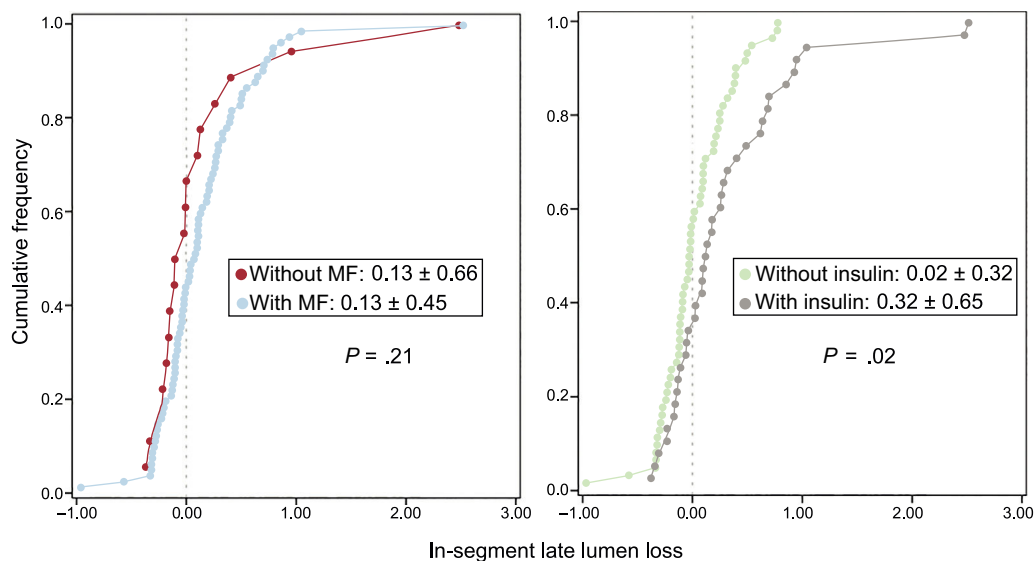 Cumulative frequency
1.0
0.8
0.6
0.4
0.2
0.0
−1.00 0.00 1.00 2.00 3.00
Without MF: 0.13 ± 0.66
With MF: 0.13 ± 0.45
P = .21
1.0
0.8
0.6
0.4
0.2
0.0
−1.00 0.00 1.00 2.00 3.00
Without insulin: 0.02 ± 0.32
With insulin: 0.32 ± 0.65
P = .02
In-segment late lumen loss